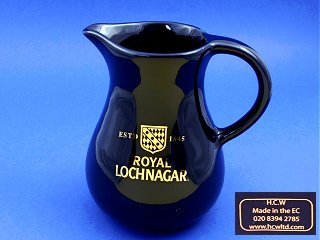 ESTD 1845
ROYAL
LOCHNAGAR
H.C.W
Made in the EC
020 8394 2785
www.hcwltd.com